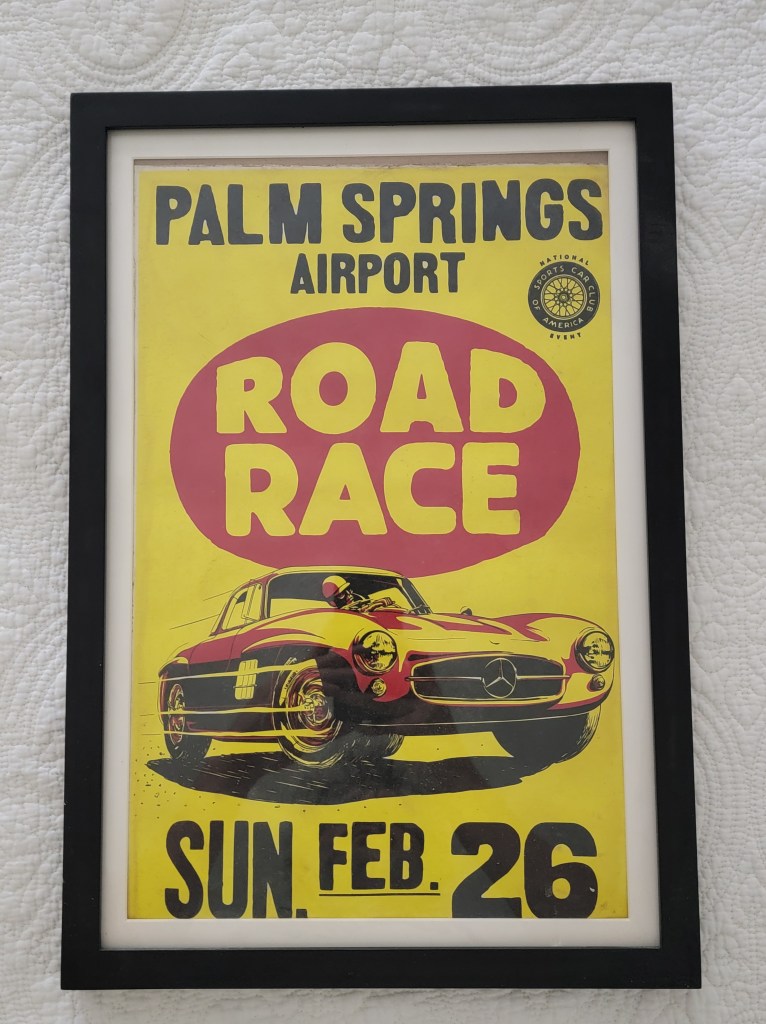 PALM SPRINGS
AIRPORT
NATIONAL
SPORTS CAR CLUB
OF AMERICA
EVENT
ROAD
RACE
SUN. FEB. 26